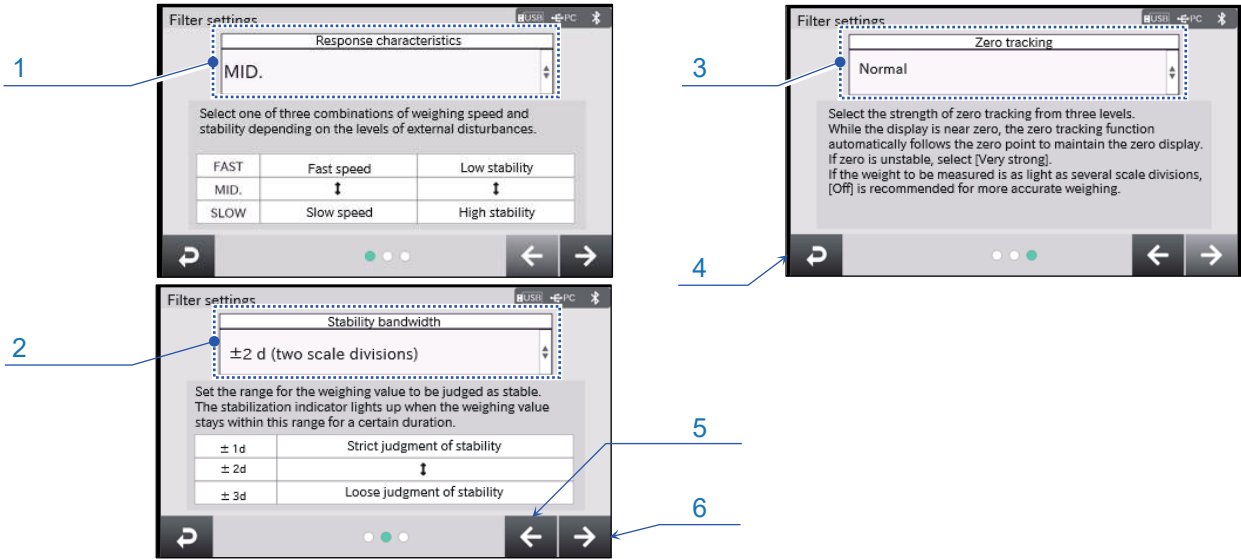 Filter settings
USB PC
1
Response characteristics
MID.
Select one of three combinations of weighing speed and
stability depending on the levels of external disturbances.
FAST Fast speed Low stability
MID. ↕ ↕
SLOW Slow speed High stability
Filter settings
USB PC
2
Stability bandwidth
±2 d (two scale divisions)
Set the range for the weighing value to be judged as stable.
The stabilization indicator lights up when the weighing value
stays within this range for a certain duration.
± 1d Strict judgment of stability
± 2d ↕
± 3d Loose judgment of stability
5
6
Filter settings
USB PC
3
Zero tracking
Normal
Select the strength of zero tracking from three levels.
While the display is near zero, the zero tracking function
automatically follows the zero point to maintain the zero display.
If zero is unstable, select [Very strong].
If the weight to be measured is as light as several scale divisions,
[Off] is recommended for more accurate weighing.
4